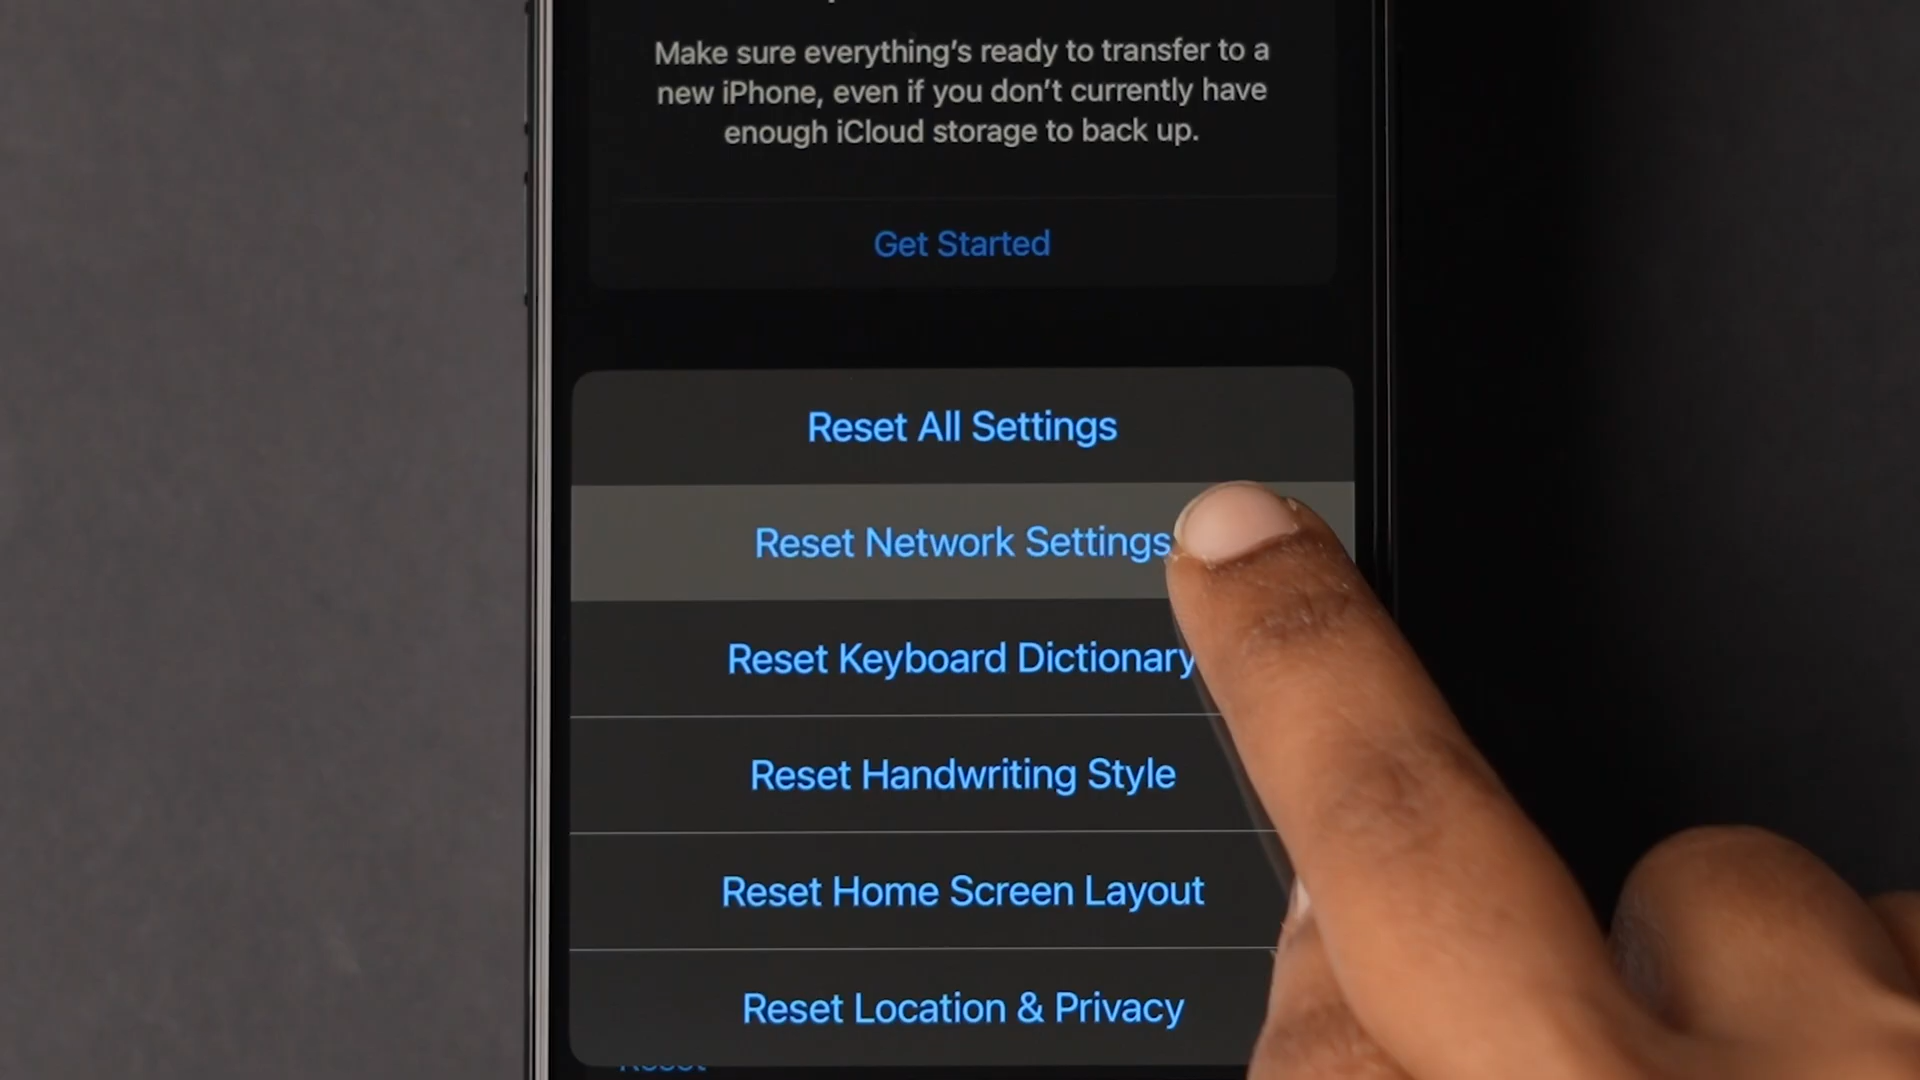 Make sure everything's ready to transfer to a
new iPhone, even if you don't currently have
enough iCloud storage to back up.
Get Started
Reset All Settings
Reset Network Settings
Reset Keyboard Dictionary
Reset Handwriting Style
Reset Home Screen Layout
Reset Location & Privacy
Reset